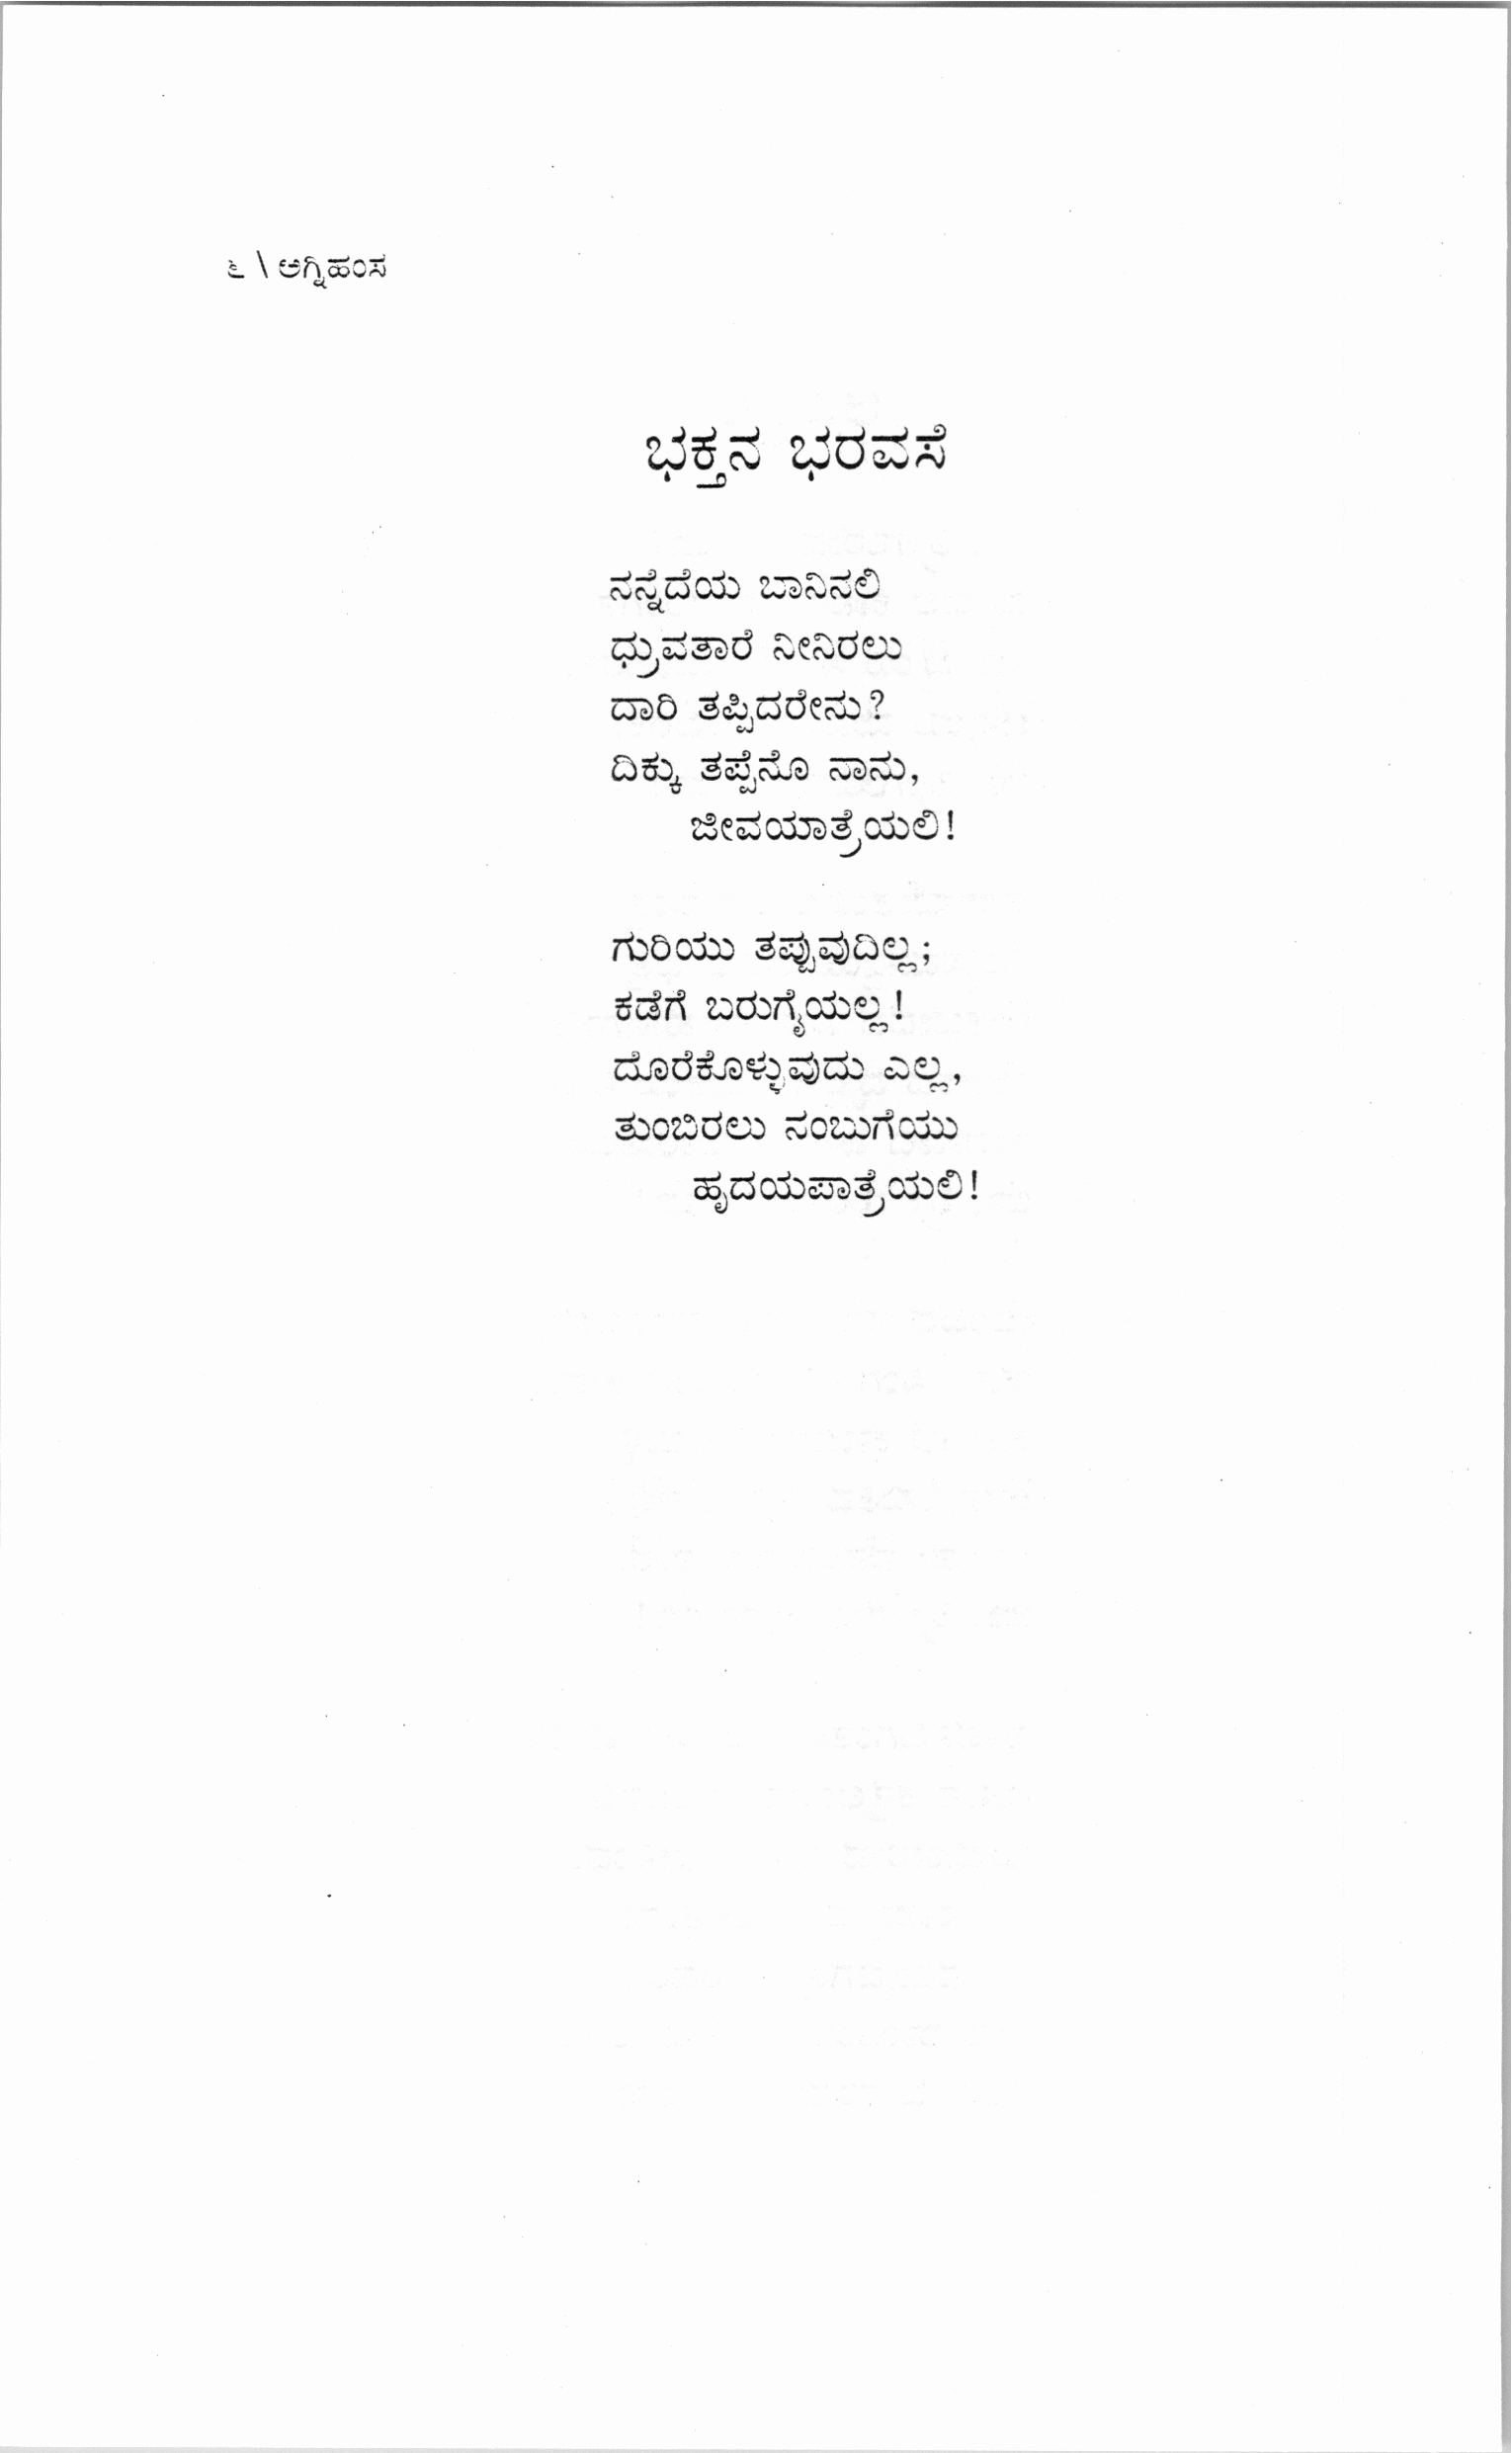 ೬ \ ಅಗ್ನಿಹಂಸ
ಭಕ್ತನ ಭರವಸೆ
ನನ್ನೆದೆಯ ಬಾನಿನಲಿ
ಧ್ರುವತಾರೆ ನೀನಿರಲು
ದಾರಿ ತಪ್ಪಿದರೇನು?
ದಿಕ್ಕು ತಪ್ಪೆನೊ ನಾನು,
ಜೀವಯಾತ್ರೆಯಲಿ!
ಗುರಿಯು ತಪ್ಪುವುದಿಲ್ಲ;
ಕಡೆಗೆ ಬರುಗೈಯಲ್ಲ!
ದೊರೆಕೊಳ್ಳುವುದು ಎಲ್ಲ,
ತುಂಬಿರಲು ನಂಬುಗೆಯು
ಹೃದಯಪಾತ್ರೆಯಲಿ!